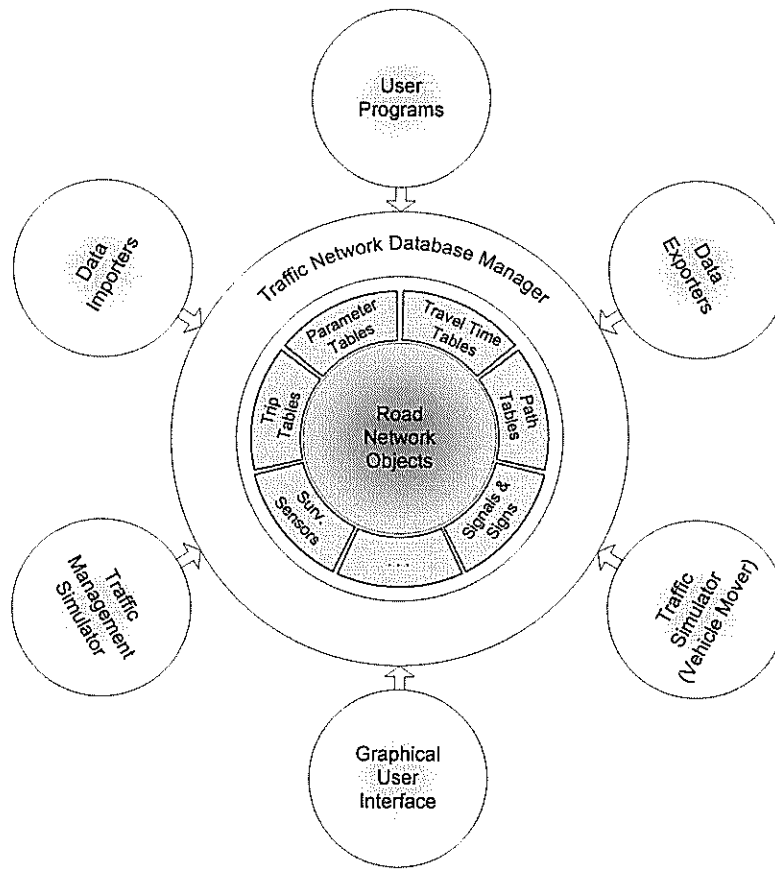 User
Programs
Data
Importers
Data
Exporters
Traffic Network Database Manager
Parameter
Tables
Travel Time
Tables
Trip
Tables
Path
Tables
Road
Network
Objects
Surv.
Sensors
Signals &
Signs
...
Traffic
Management
Simulator
Traffic
Simulator
(Vehicle Mover)
Graphical
User
Interface